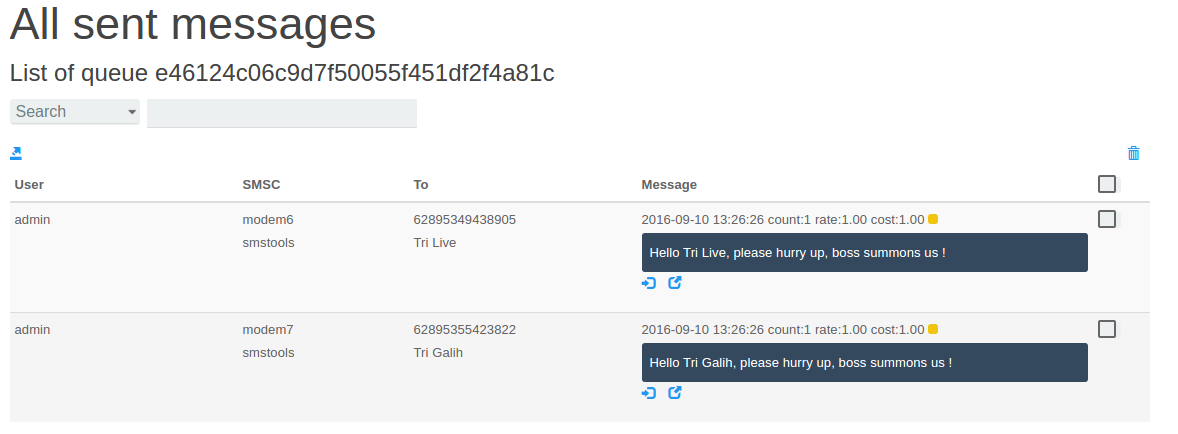 All sent messages
List of queue e46124c06c9d7f50055f451df2f4a81c
Search
User SMSC To Message
admin modem6 62895349438905 2016-09-10 13:26:26 count:1 rate:1.00 cost:1.00
smstools Tri Live
Hello Tri Live, please hurry up, boss summons us !
admin modem7 62895355423822 2016-09-10 13:26:26 count:1 rate:1.00 cost:1.00
smstools Tri Galih
Hello Tri Galih, please hurry up, boss summons us !